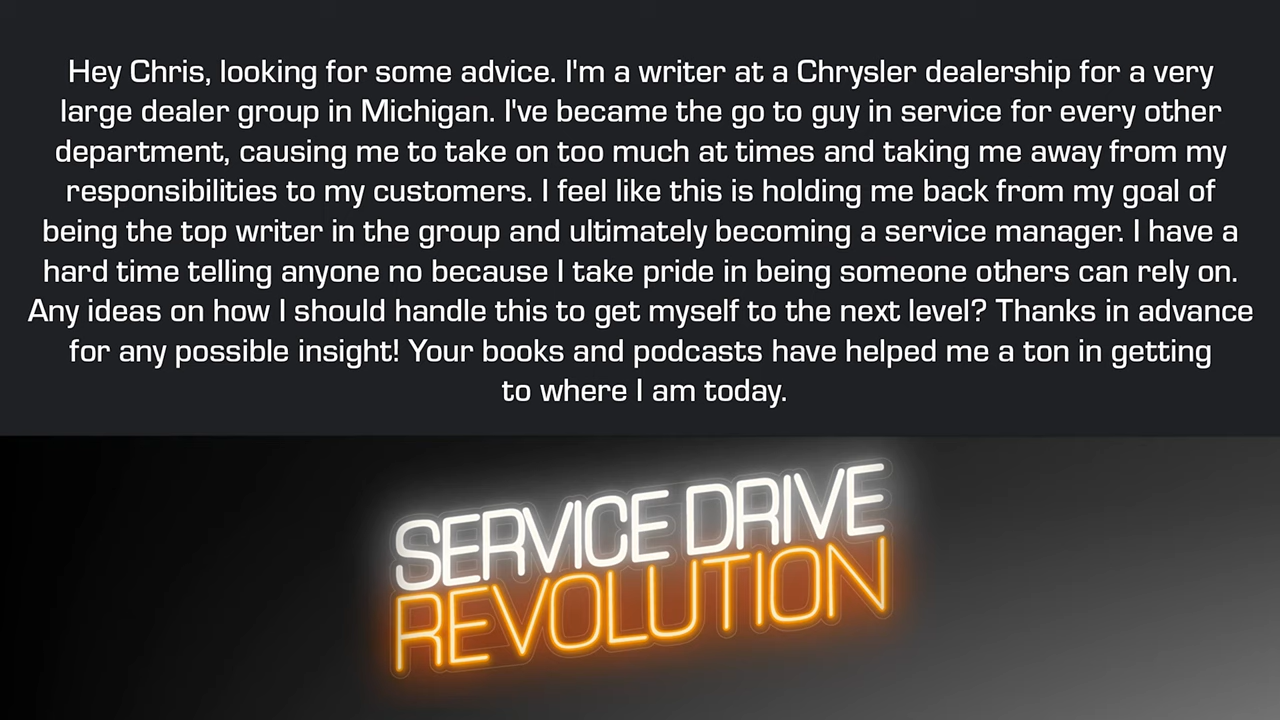 Hey Chris, looking for some advice. I'm a writer at a Chrysler dealership for a very
large dealer group in Michigan. I've became the go to guy in service for every other
department, causing me to take on too much at times and taking me away from my
responsibilities to my customers. I feel like this is holding me back from my goal of
being the top writer in the group and ultimately becoming a service manager. I have a
hard time telling anyone no because I take pride in being someone others can rely on.
Any ideas on how I should handle this to get myself to the next level? Thanks in advance
for any possible insight! Your books and podcasts have helped me a ton in getting
to where I am today.
SERVICE DRIVE
REVOLUTION